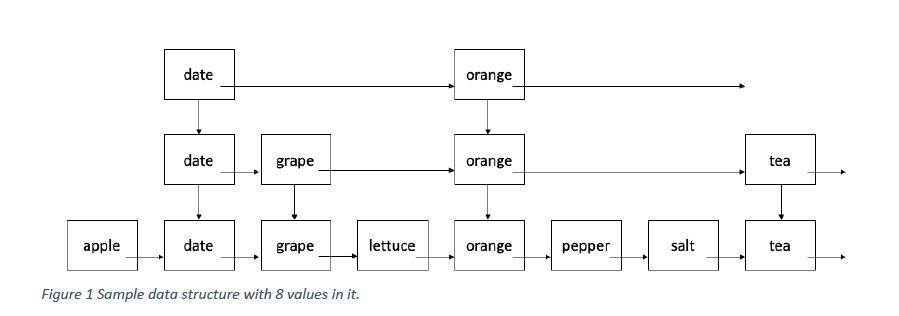 date orange
date grape orange tea
apple date grape lettuce orange pepper salt tea
Figure 1 Sample data structure with 8 values in it.